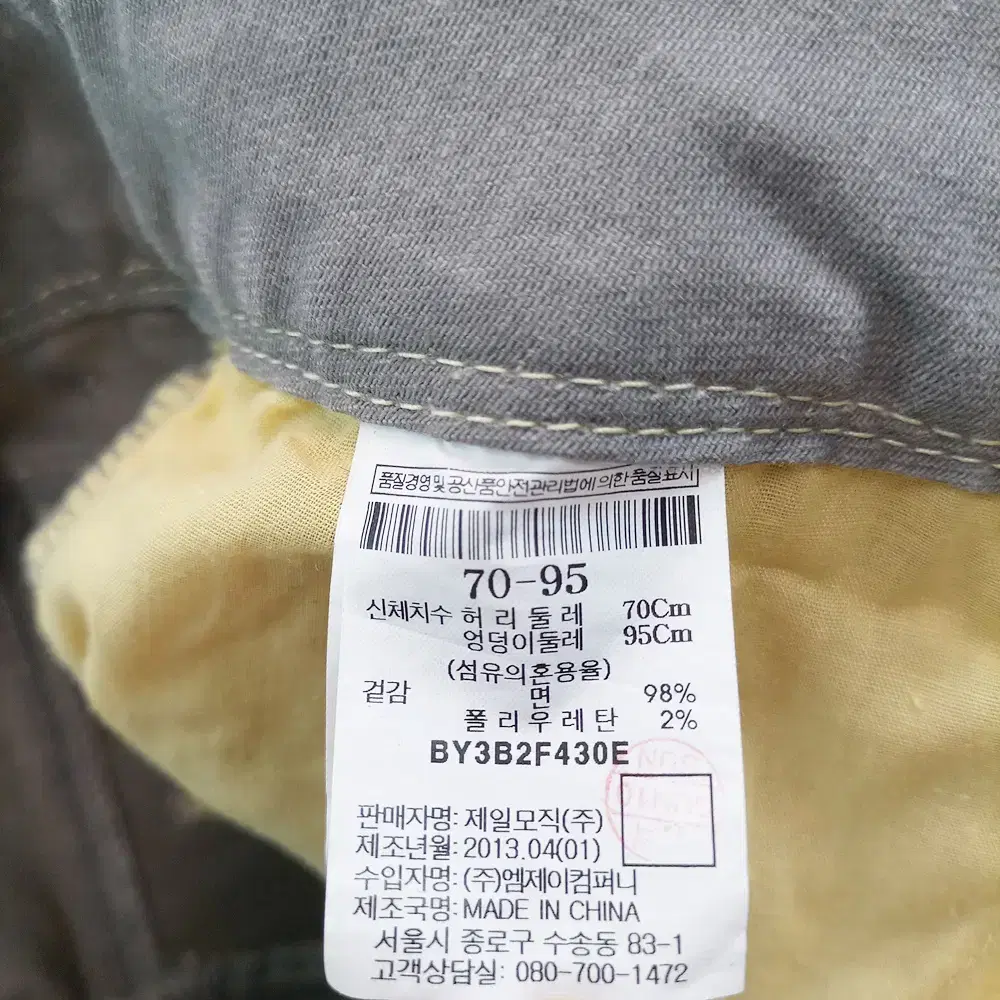 품질경영및공산품안전관리법에의한 품질표시
70-95
신체치수 허리둘레 70Cm
엉덩이둘레 95Cm
(섬유의혼용율)
겉감 면 98%
폴리우레탄 2%
BY3B2F430E
판매자명: 제일모직(주)
제조년월: 2013.04(01)
수입자명: (주)엠제이컴퍼니
제조국명: MADE IN CHINA
서울시 종로구 수송동 83-1
고객상담실: 080-700-1472